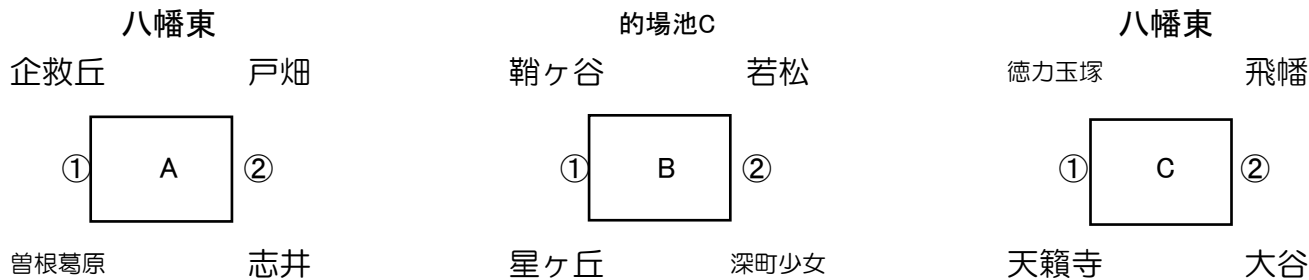 八幡東 的場池C 八幡東
企救丘 戸畑 鞘ヶ谷 若松 徳力玉塚 飛幡
① A ② ① B ② ① C ②
曽根葛原 志井 星ヶ丘 深町少女 天籟寺 大谷